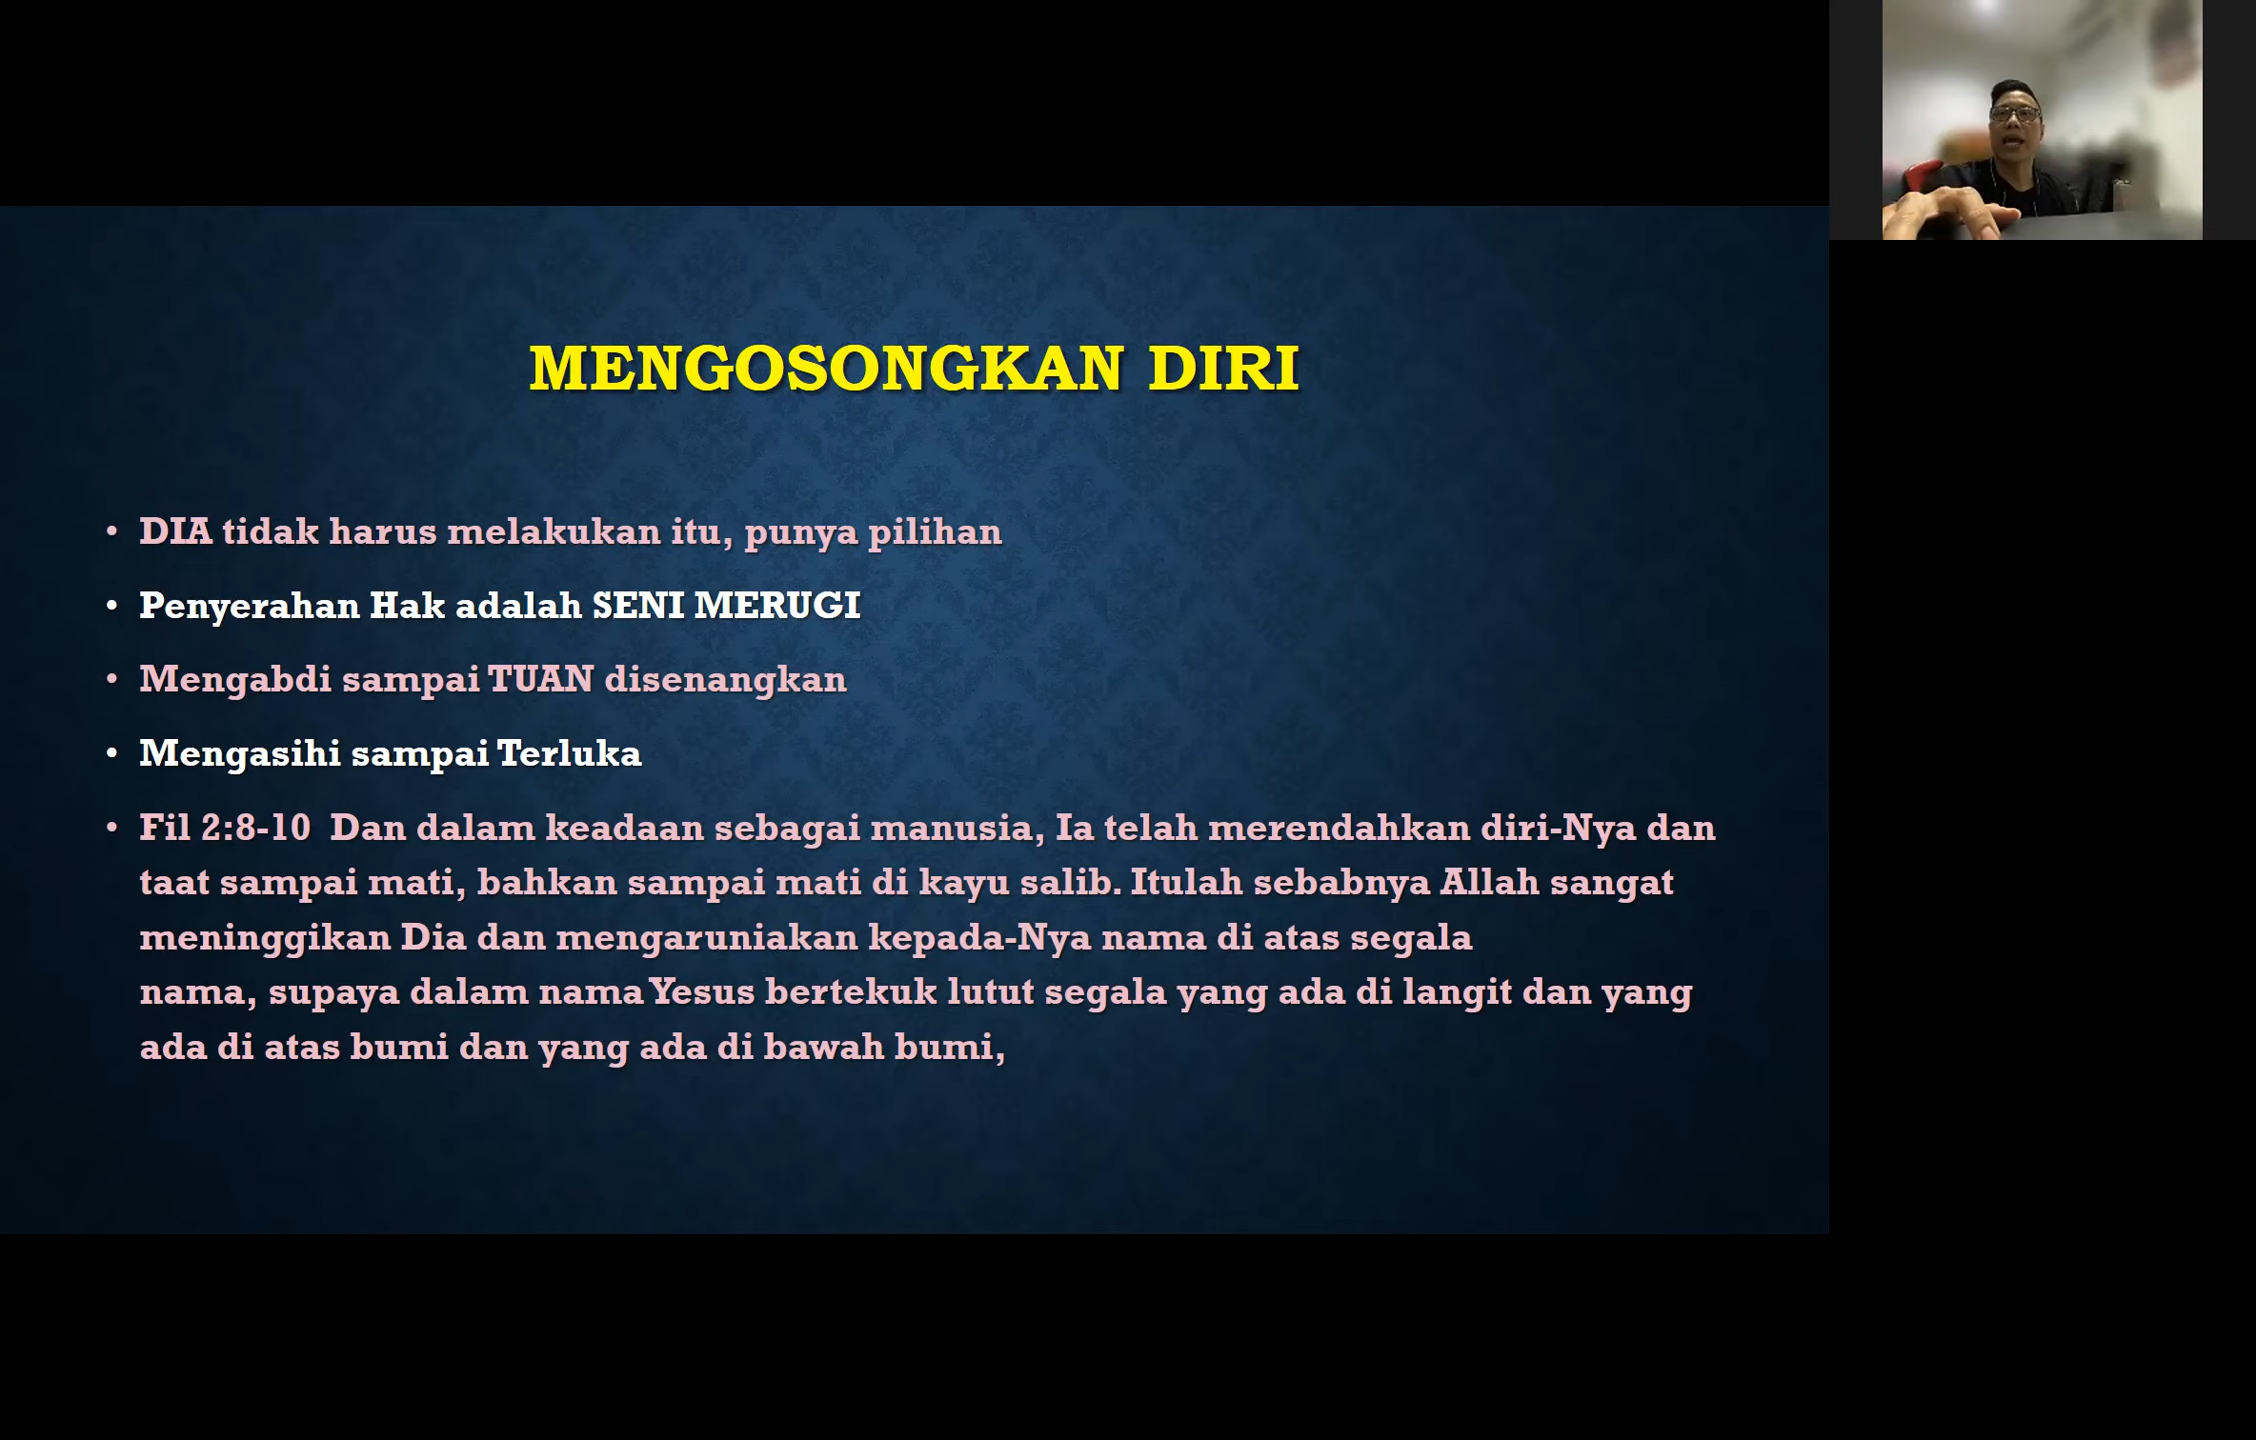 MENGOSONGKAN DIRI
• DIA tidak harus melakukan itu, punya pilihan
• Penyerahan Hak adalah SENI MERUGI
• Mengabdi sampai TUAN disenangkan
• Mengasihi sampai Terluka
• Fil 2:8-10 Dan dalam keadaan sebagai manusia, Ia telah merendahkan diri-Nya dan
taat sampai mati, bahkan sampai mati di kayu salib. Itulah sebabnya Allah sangat
meninggikan Dia dan mengaruniakan kepada-Nya nama di atas segala
nama, supaya dalam nama Yesus bertekuk lutut segala yang ada di langit dan yang
ada di atas bumi dan yang ada di bawah bumi,